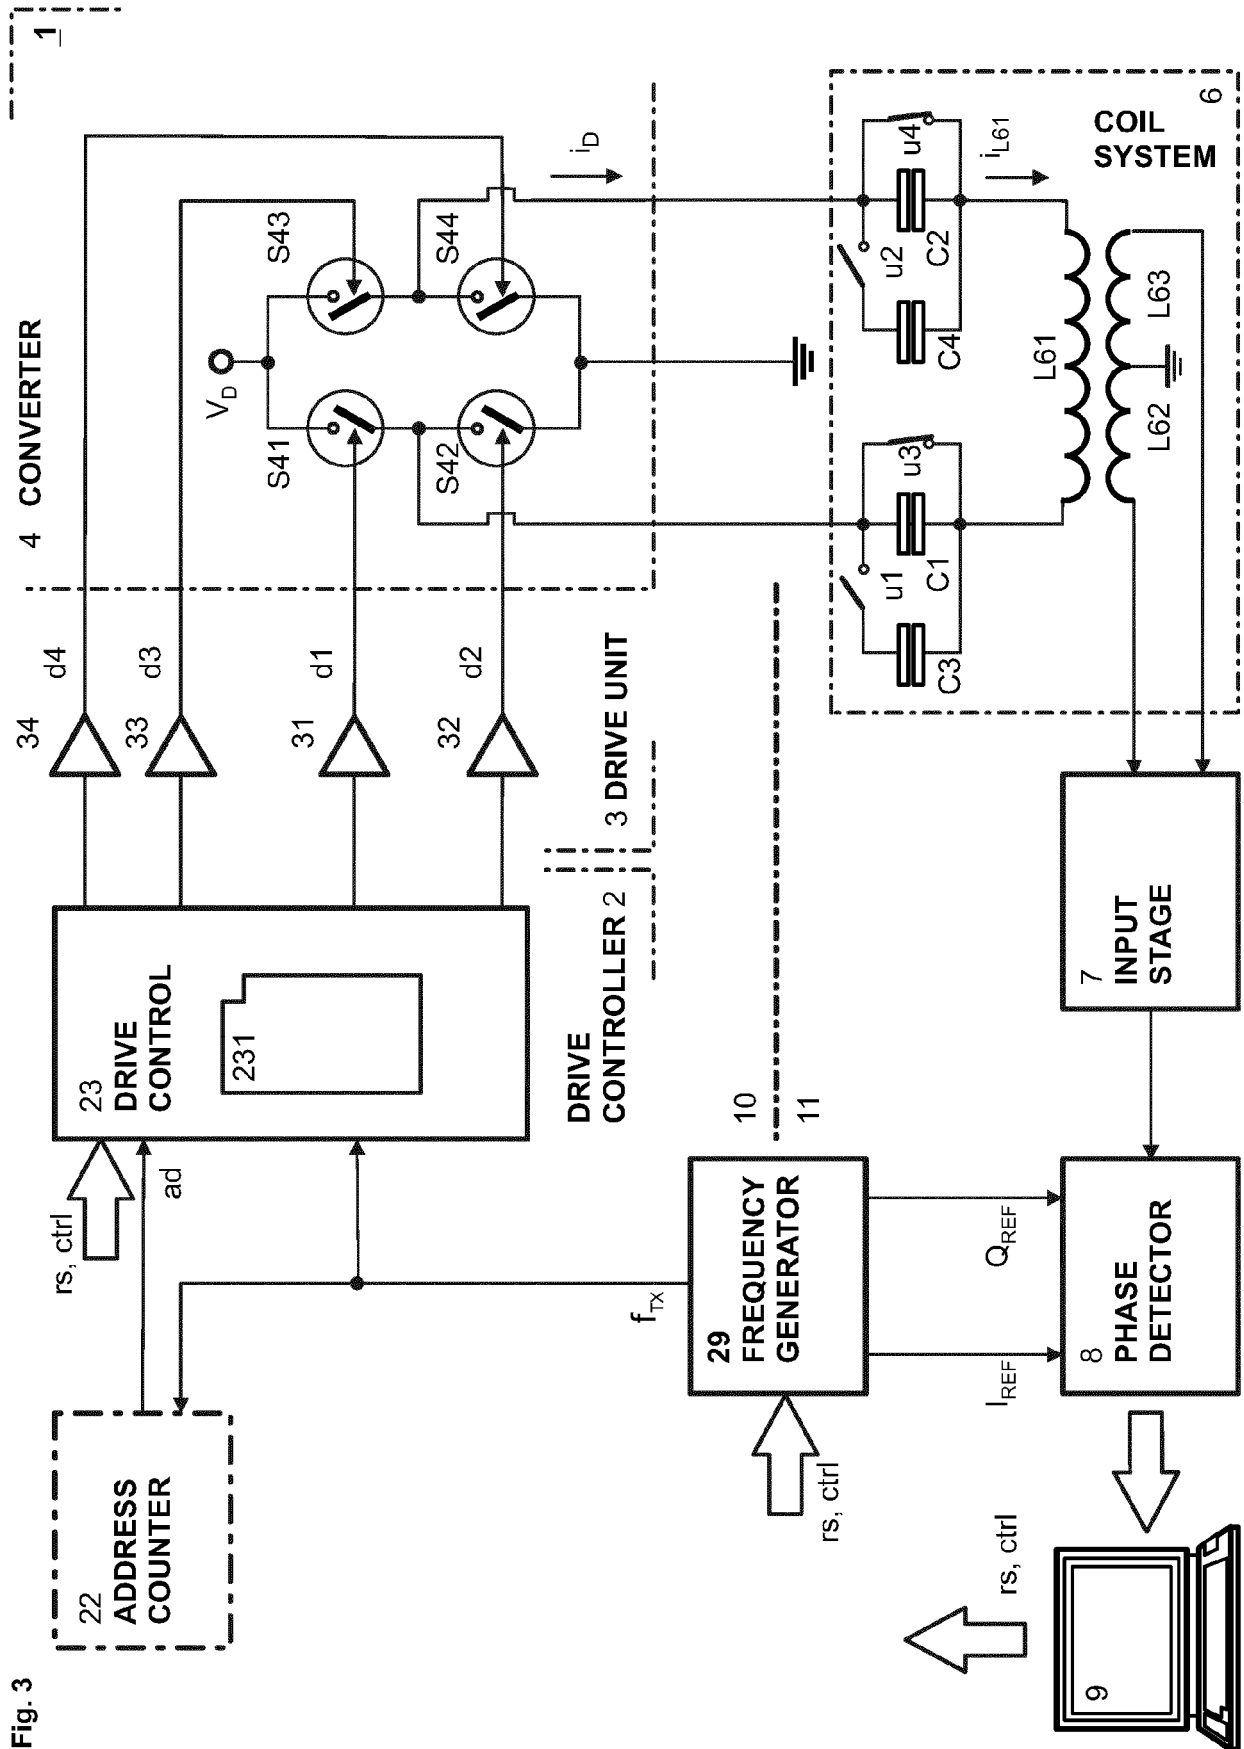 Fig. 3
1
22
ADDRESS
COUNTER
rs, ctrl
ad
23
DRIVE
CONTROL
231
34
33
31
32
d4
d3
d1
d2
4 CONVERTER
V_D
S41
S43
S42
S44
i_D
DRIVE
CONTROLLER 2
3 DRIVE UNIT
f_TX
10
11
rs, ctrl
29
FREQUENCY
GENERATOR
I_REF
Q_REF
u1
u3
u2
u4
C3
C1
C4
C2
i_L61
L61
L62
L63
COIL
SYSTEM
6
rs, ctrl
9
8
PHASE
DETECTOR
7
INPUT
STAGE